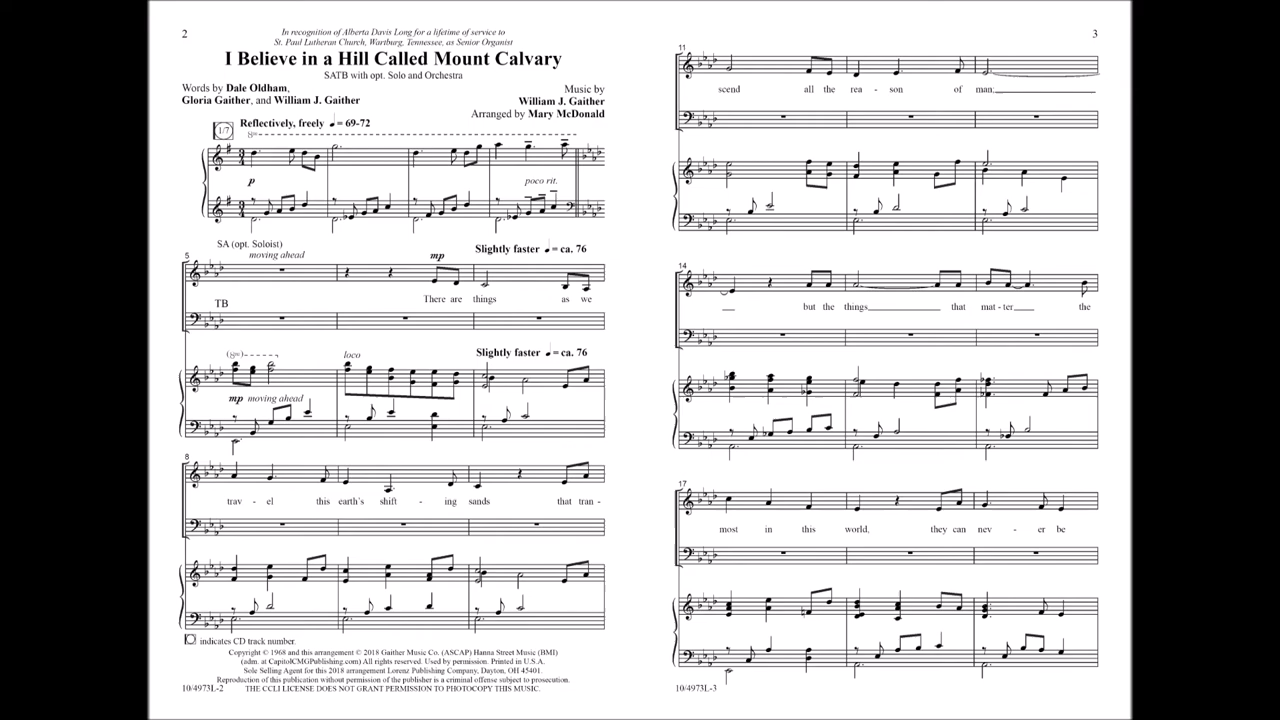 2
In recognition of Alberta Davis Long for a lifetime of service to
St. Paul Lutheran Church, Wartburg, Tennessee, as Senior Organist
I Believe in a Hill Called Mount Calvary
SATB with opt. Solo and Orchestra
Words by Dale Oldham,
Gloria Gaither, and William J. Gaither
Music by
William J. Gaither
Arranged by Mary McDonald
1/7
Reflectively, freely ♩ = 69-72
8va
p
poco rit.
5
SA (opt. Soloist)
moving ahead
mp
Slightly faster ♩ = ca. 76
There are things as we
TB
(8va)
loco
Slightly faster ♩ = ca. 76
mp moving ahead
8
trav - el this earth's shift - ing sands that tran-
indicates CD track number.
Copyright © 1968 and this arrangement © 2018 Gaither Music Co. (ASCAP) Hanna Street Music (BMI)
(adm. at CapitolCMGPublishing.com) All rights reserved. Used by permission. Printed in U.S.A.
Sole Selling Agent for this 2018 arrangement Lorenz Publishing Company, Dayton, OH 45401.
Reproduction of this publication without permission of the publisher is a criminal offense subject to prosecution.
10/4973L-2 THE CCLI LICENSE DOES NOT GRANT PERMISSION TO PHOTOCOPY THIS MUSIC.
3
11
scend all the rea - son of man,
14
but the things that mat - ter the
17
most in this world, they can nev - er be
10/4973L-3